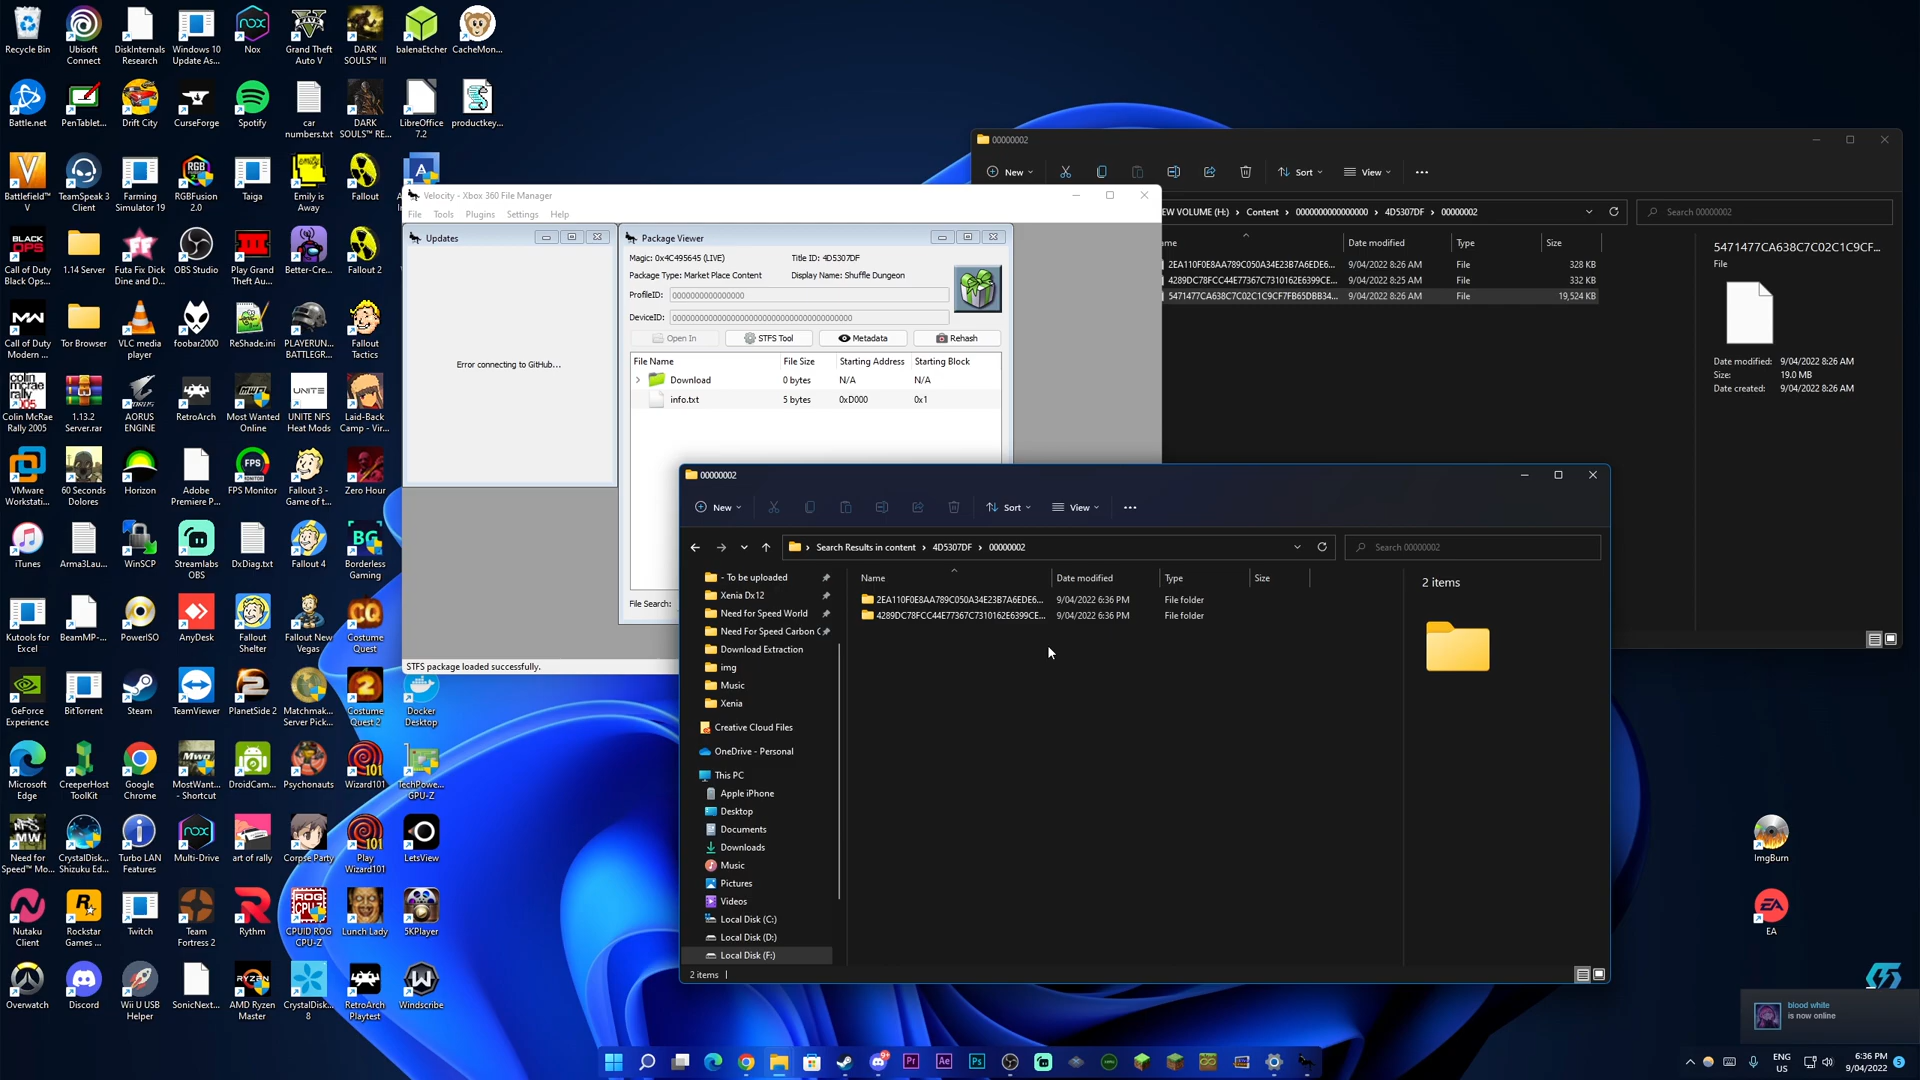 Recycle Bin
Ubisoft Connect
DiskInternals Research
Windows 10 Update As...
Nox
Grand Theft Auto V
DARK SOULS™ III
balenaEtcher
CacheMon...
Battle.net
PenTablet...
Drift City
CurseForge
Spotify
car numbers.txt
DARK SOULS™ RE...
LibreOffice 7.2
productkey...
Battlefield™ V
TeamSpeak 3 Client
Farming Simulator 19
RGBFusion 2.0
Taiga
Emily is Away
Fallout
Call of Duty Black Ops...
1.14 Server
Futa Fix Dick Dine and D...
OBS Studio
Play Grand Theft Au...
Better-Cre...
Fallout 2
Call of Duty Modern ...
Tor Browser
VLC media player
foobar2000
ReShade.ini
PLAYERUN... BATTLEGR...
Fallout Tactics
Colin McRae Rally 2005
1.13.2 Server.rar
AORUS ENGINE
RetroArch
Most Wanted Online
UNITE NFS Heat Mods
Laid-Back Camp - Vir...
VMware Workstati...
60 Seconds Dolores
Horizon
Adobe Premiere P...
FPS Monitor
Fallout 3 - Game of t...
Zero Hour
iTunes
Arma3Lau...
WinSCP
Streamlabs OBS
DxDiag.txt
Fallout 4
Borderless Gaming
Kutools for Excel
BeamMP-...
PowerISO
AnyDesk
Fallout Shelter
Fallout New Vegas
Costume Quest
GeForce Experience
BitTorrent
Steam
TeamViewer
PlanetSide 2
Matchmak... Server Pick...
Costume Quest 2
Docker Desktop
Microsoft Edge
CreeperHost ToolKit
Google Chrome
MostWant... - Shortcut
DroidCam...
Psychonauts
Wizard101
TechPowe... GPU-Z
Need for Speed™ Mo...
CrystalDisk... Shizuku Ed...
Turbo LAN Features
Multi-Drive
art of rally
Corpse Party
Play Wizard101
LetsView
Nutaku Client
Rockstar Games ...
Twitch
Team Fortress 2
Rythm
CPUID ROG CPU-Z
Lunch Lady
5KPlayer
Overwatch
Discord
Wii U USB Helper
SonicNext...
AMD Ryzen Master
CrystalDisk... 8
RetroArch Playtest
Windscribe
Velocity - Xbox 360 File Manager
File Tools Plugins Settings Help
Updates
Error connecting to GitHub...
Package Viewer
Magic: 0x4C495645 (LIVE) Title ID: 4D5307DF
Package Type: Market Place Content Display Name: Shuffle Dungeon
ProfileID: 0000000000000000
DeviceID: 0000000000000000000000000000000000000000
Open In STFS Tool Metadata Rehash
File Name File Size Starting Address Starting Block
Download 0 bytes N/A N/A
info.txt 5 bytes 0xD000 0x1
File Search:
STFS package loaded successfully.
00000002
New Sort View
EW VOLUME (H:) > Content > 0000000000000000 > 4D5307DF > 00000002
Search 00000002
me Date modified Type Size
2EA110F0E8AA789C050A34E23B7A6EDE6... 9/04/2022 8:26 AM File 328 KB
4289DC78FCC44E77367C7310162E6399CE... 9/04/2022 8:25 AM File 332 KB
5471477CA638C7C02C1C9CF7FB65DBB34... 9/04/2022 8:26 AM File 19,524 KB
5471477CA638C7C02C1C9CF...
File
Date modified: 9/04/2022 8:26 AM
Size: 19.0 MB
Date created: 9/04/2022 8:26 AM
00000002
New Sort View
Search Results in content > 4D5307DF > 00000002
Search 00000002
- To be uploaded
Xenia Dx12
Need for Speed World
Need For Speed Carbon C
Download Extraction
img
Music
Xenia
Creative Cloud Files
OneDrive - Personal
This PC
Apple iPhone
Desktop
Documents
Downloads
Music
Pictures
Videos
Local Disk (C:)
Local Disk (D:)
Local Disk (F:)
Name Date modified Type Size
2EA110F0E8AA789C050A34E23B7A6EDE6... 9/04/2022 6:36 PM File folder
4289DC78FCC44E77367C7310162E6399CE... 9/04/2022 6:36 PM File folder
2 items
2 items
ImgBurn
EA
blood while
is now online
ENG
US
6:36 PM
9/04/2022
5